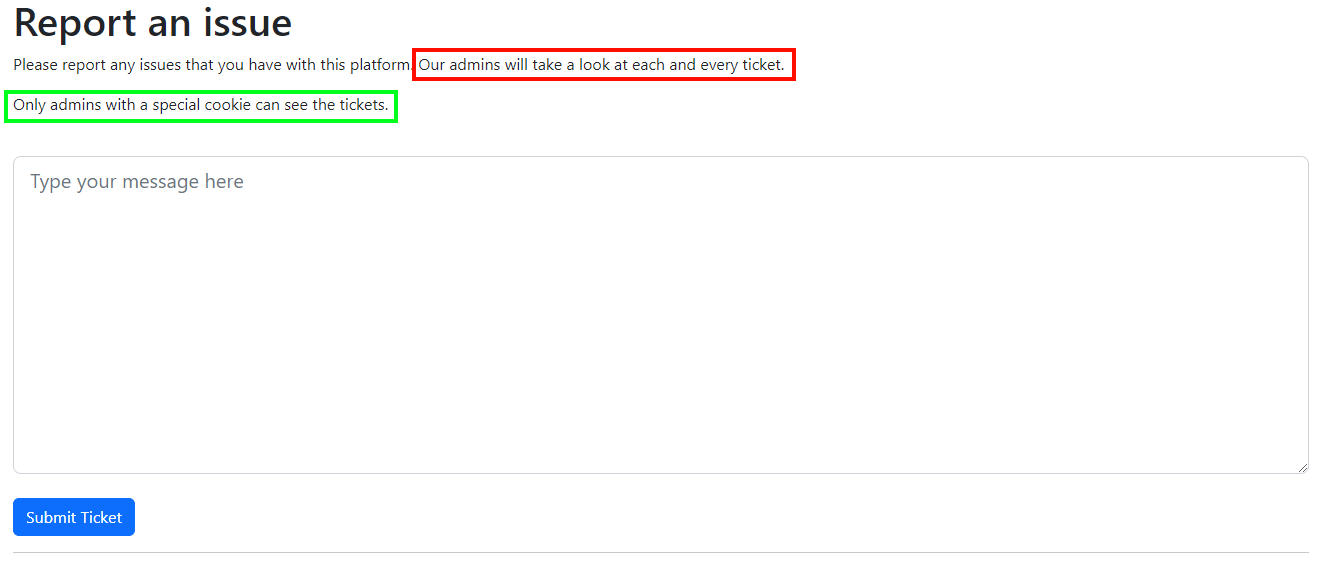 Report an issue
Please report any issues that you have with this platform. Our admins will take a look at each and every ticket.
Only admins with a special cookie can see the tickets.
Type your message here
Submit Ticket